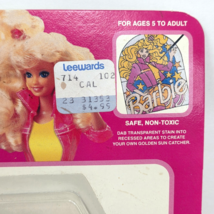 FOR AGES 5 TO ADULT
Leewards
-714 102
CAL
23 31353
$4.99
Barbie
SAFE, NON-TOXIC
DAB TRANSPARENT STAIN INTO
RECESSED AREAS TO CREATE
YOUR OWN GOLDEN SUN CATCHER.